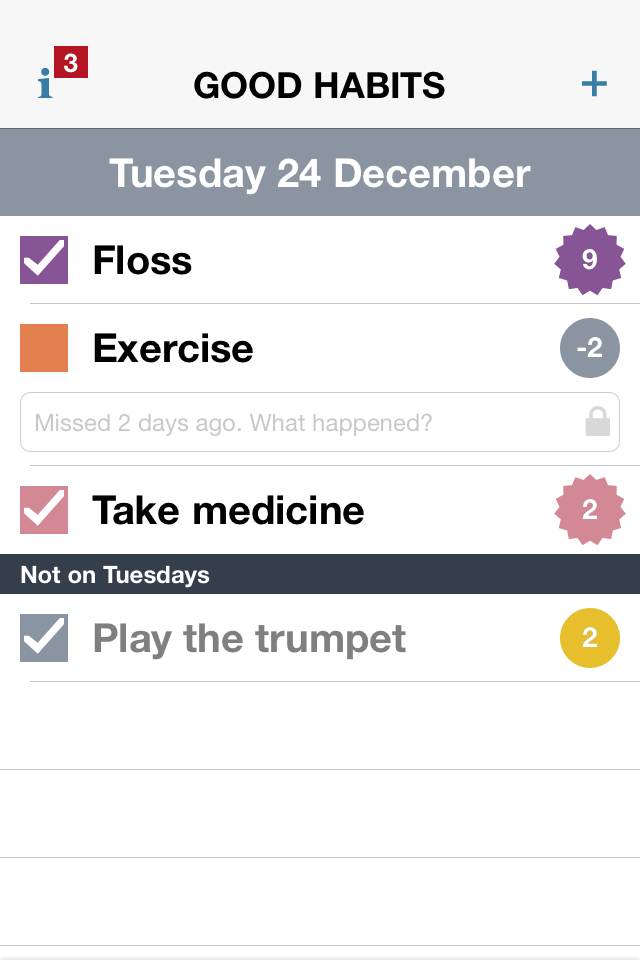 i 3
GOOD HABITS +
Tuesday 24 December
Floss 9
Exercise -2
Missed 2 days ago. What happened?
Take medicine 2
Not on Tuesdays
Play the trumpet 2